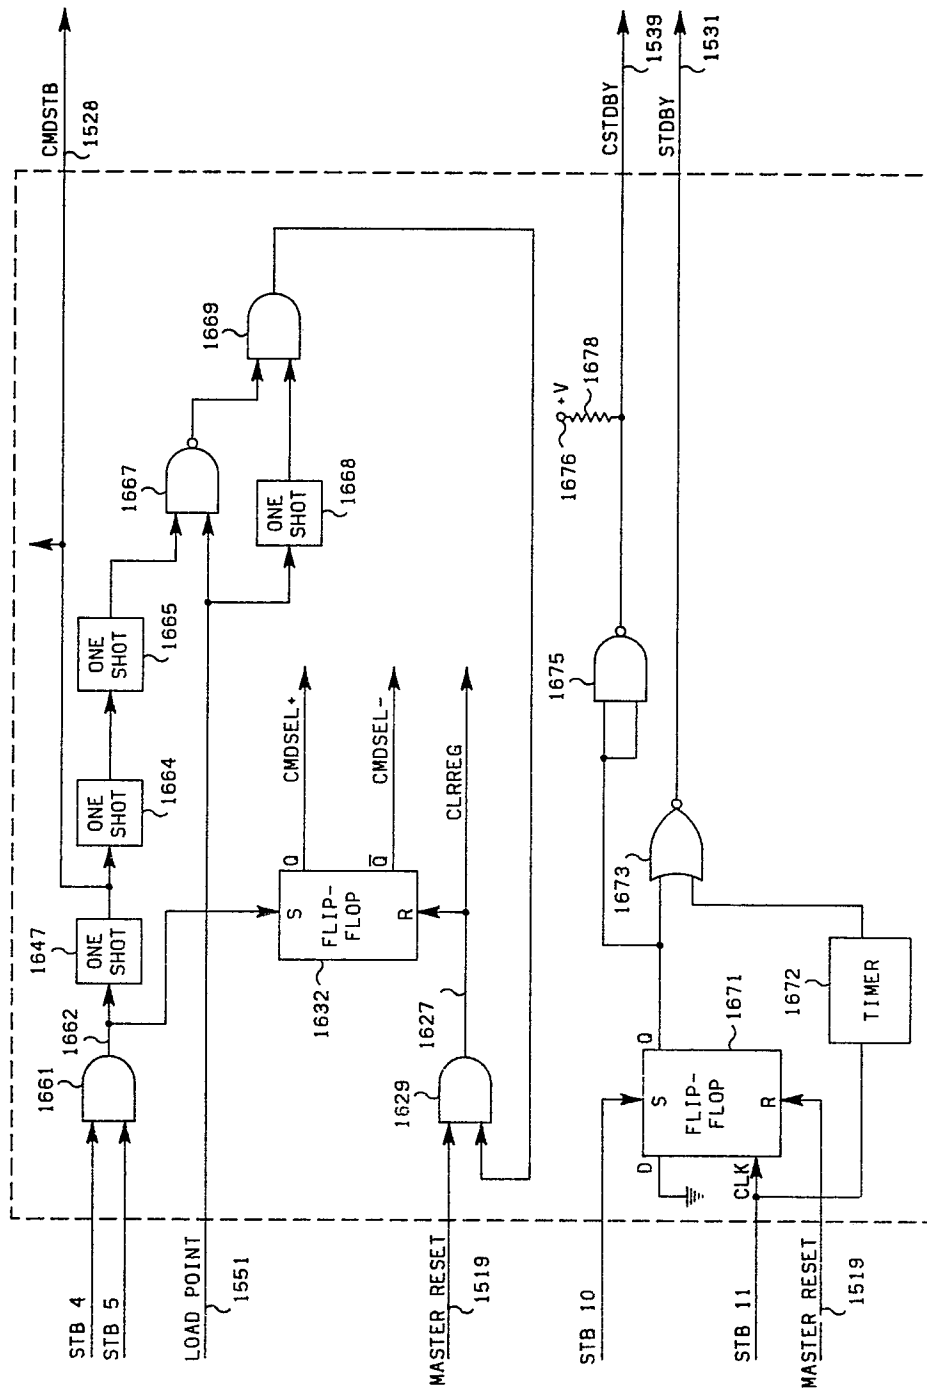 STB 4
STB 5
1661
1662
1647
ONE
SHOT
ONE
SHOT
1664
ONE
SHOT
1665
CMDSTB
1528
LOAD POINT
1551
1667
ONE
SHOT
1668
1669
S
FLIP-
FLOP
R
Q
Q̅
1632
CMDSEL+
CMDSEL-
CLRREG
MASTER RESET
1519
1629
1627
STB 10
STB 11
MASTER RESET
1519
D
CLK
S
FLIP-
FLOP
R
Q
1671
1672
TIMER
1673
1675
1676
+V
1678
CSTDBY
1539
STDBY
1531